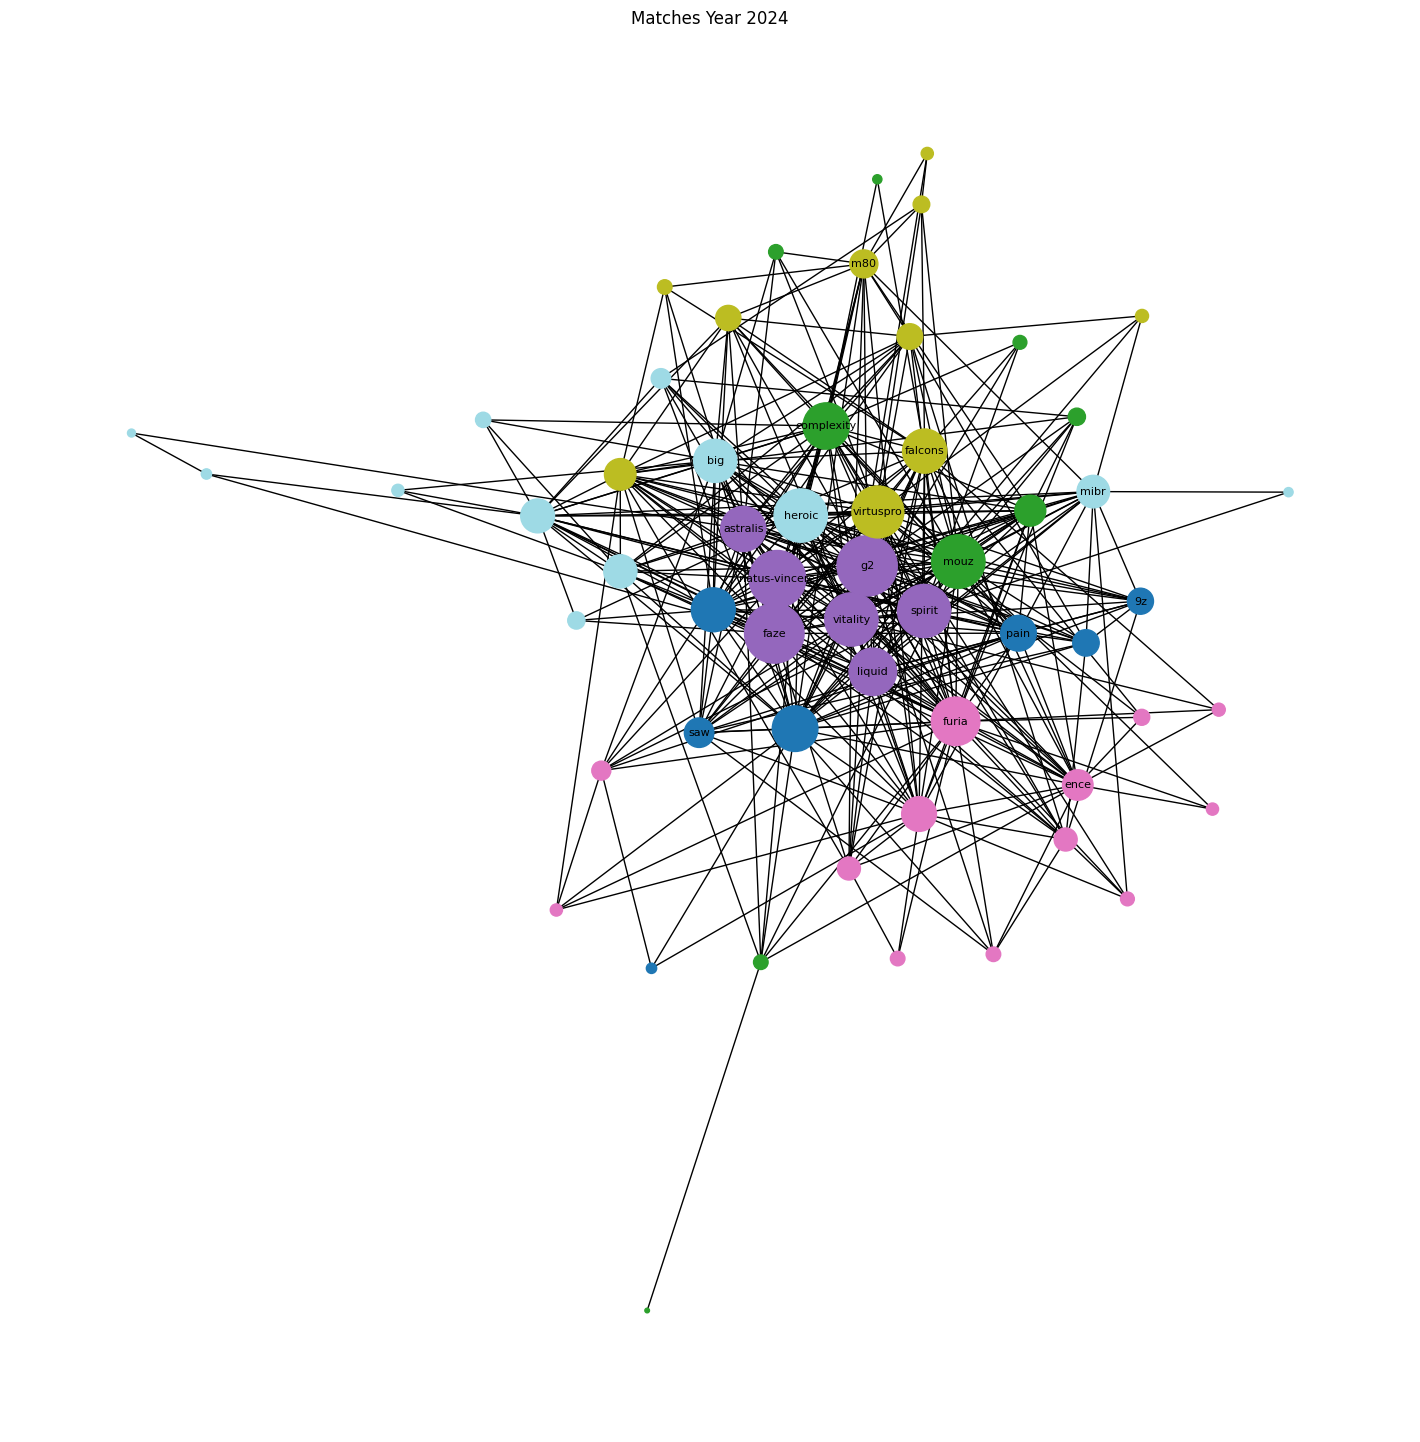 Matches Year 2024
m80
complexity
falcons
big
mibr
virtuspro
heroic
astralis
mouz
g2
natus-vincere
9z
spirit
vitality
pain
faze
liquid
furia
saw
ence